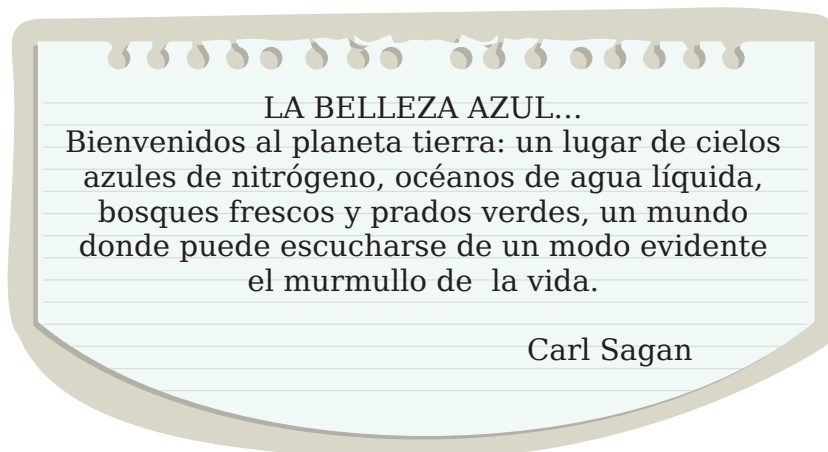 LA BELLEZA AZUL...
Bienvenidos al planeta tierra: un lugar de cielos
azules de nitrógeno, océanos de agua líquida,
bosques frescos y prados verdes, un mundo
donde puede escucharse de un modo evidente
el murmullo de  la vida.
Carl Sagan